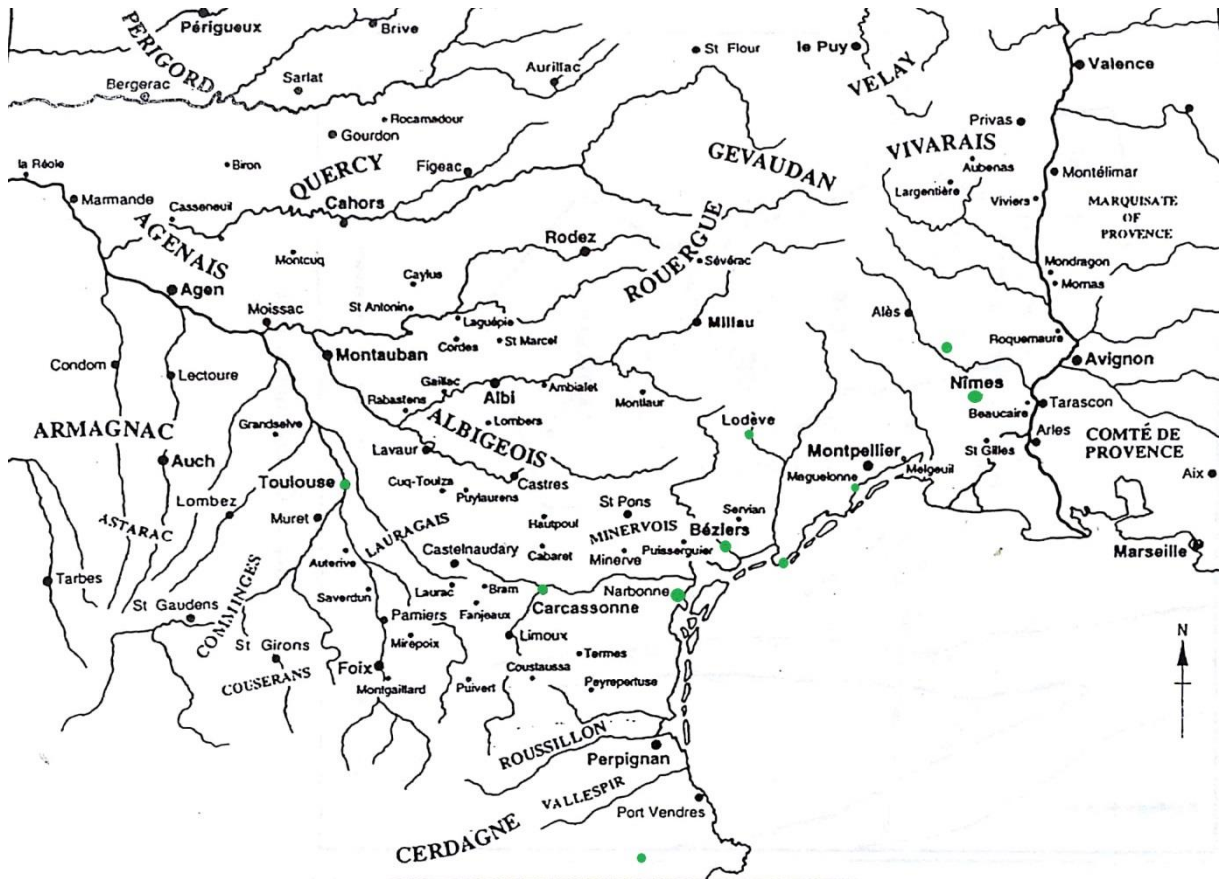 PÉRIGORD
Périgueux
Brive
St Flour
le Puy
VELAY
Valence
Bergerac
Sarlat
Aurillac
Rocamadour
Gourdon
Privas
VIVARAIS
Aubenas
la Réole
Biron
QUERCY
Figeac
GEVAUDAN
Largentière
Montélimar
Marmande
Casseneuil
Cahors
Viviers
MARQUISATE
OF
PROVENCE
AGENAIS
Montcuq
Rodez
ROUERGUE
Sévérac
Mondragon
Mornas
Agen
Caylus
St Antonin
Moissac
Laguépie
Millau
Alès
Roquemaure
Montauban
Cordes
St Marcel
Avignon
Condom
Lectoure
Gaillac
Albi
Ambialet
Montlaur
Nîmes
Rabastens
Beaucaire
Tarascon
ARMAGNAC
Grandselve
ALBIGEOIS
Lombers
Lodève
Montpellier
Melgueil
St Gilles
Arles
COMTÉ DE
PROVENCE
Auch
Lavaur
Castres
Maguelonne
Aix
Toulouse
Cuq-Toulza
Puylaurens
Lombez
St Pons
Servian
ASTARAC
Muret
LAURAGAIS
Hautpoul
MINERVOIS
Béziers
Auterive
Castelnaudary
Cabaret
Minerve
Puisserguier
Marseille
Tarbes
COMMINGES
Saverdun
Laurac
Bram
Narbonne
St Gaudens
Fanjeaux
Carcassonne
Pamiers
Mirepoix
Limoux
N
St Girons
Foix
Termes
COUSERANS
Montgaillard
Puivert
Coustaussa
Peyrepertuse
ROUSSILLON
Perpignan
VALLESPIR
Port Vendres
CERDAGNE